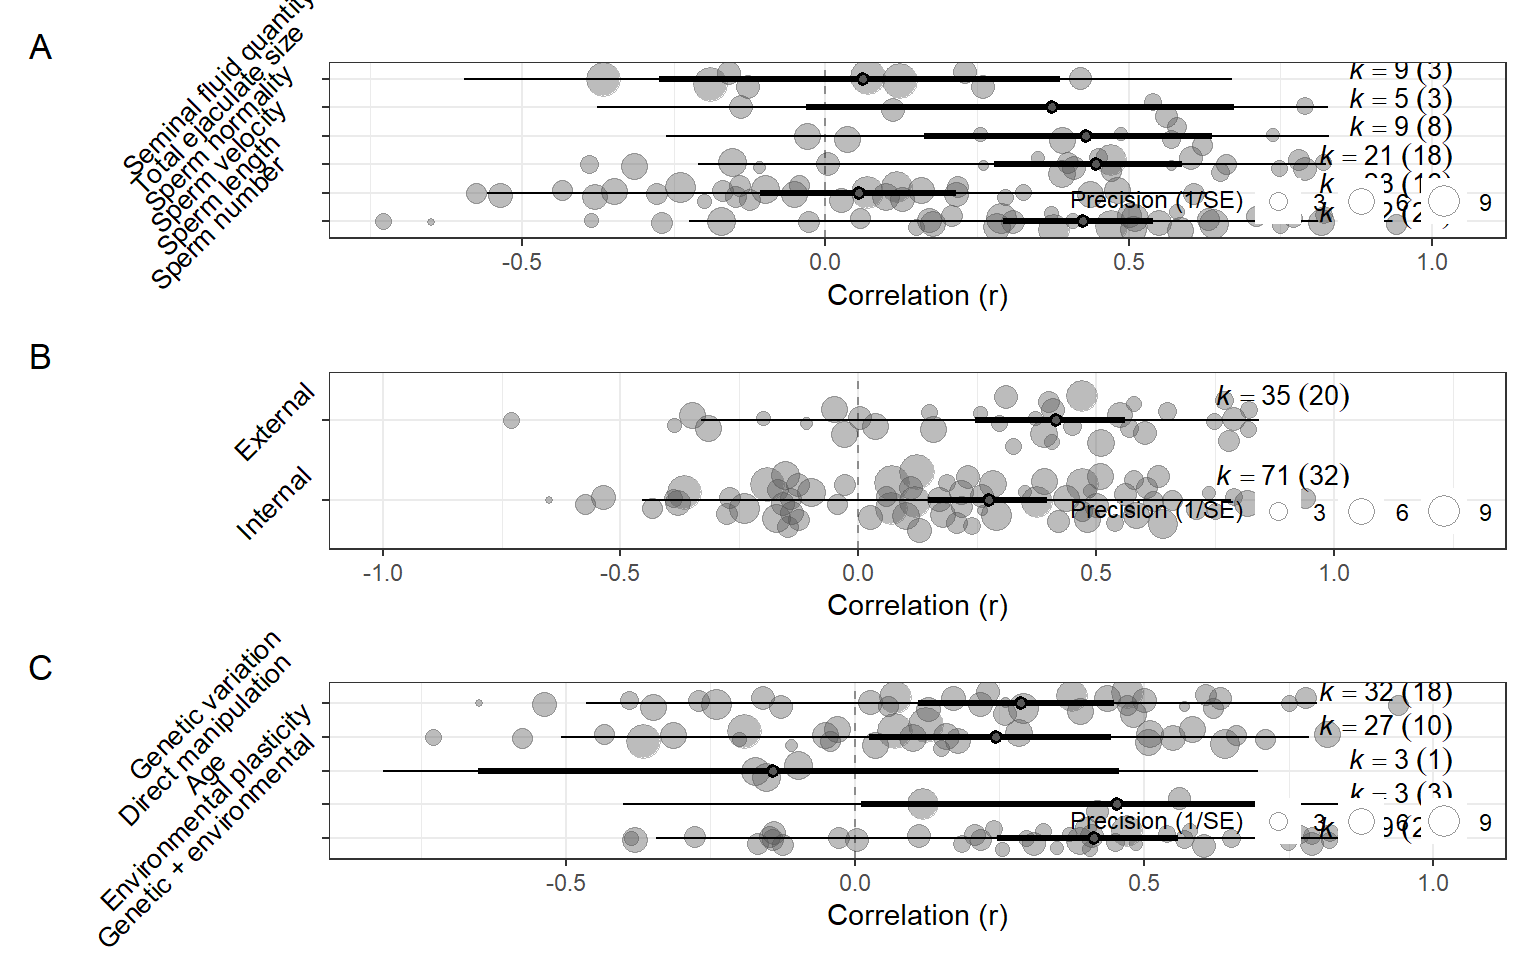 A
Seminal fluid quantity
Total ejaculate size
Sperm normality
Sperm velocity
Sperm length
Sperm number
k = 9 (3)
k = 5 (3)
k = 9 (8)
k = 21 (18)
k
Precision (1/SE) 3 6 9
k
-0.5 0.0 0.5 1.0
Correlation (r)
B
External
Internal
k = 35 (20)
k = 71 (32)
Precision (1/SE) 3 6 9
-1.0 -0.5 0.0 0.5 1.0
Correlation (r)
C
Genetic variation
Direct manipulation
Age
Environmental plasticity
Genetic + environmental
k = 32 (18)
k = 27 (10)
k = 3 (1)
k = 3 (3)
Precision (1/SE) 3 6 9
k
-0.5 0.0 0.5 1.0
Correlation (r)